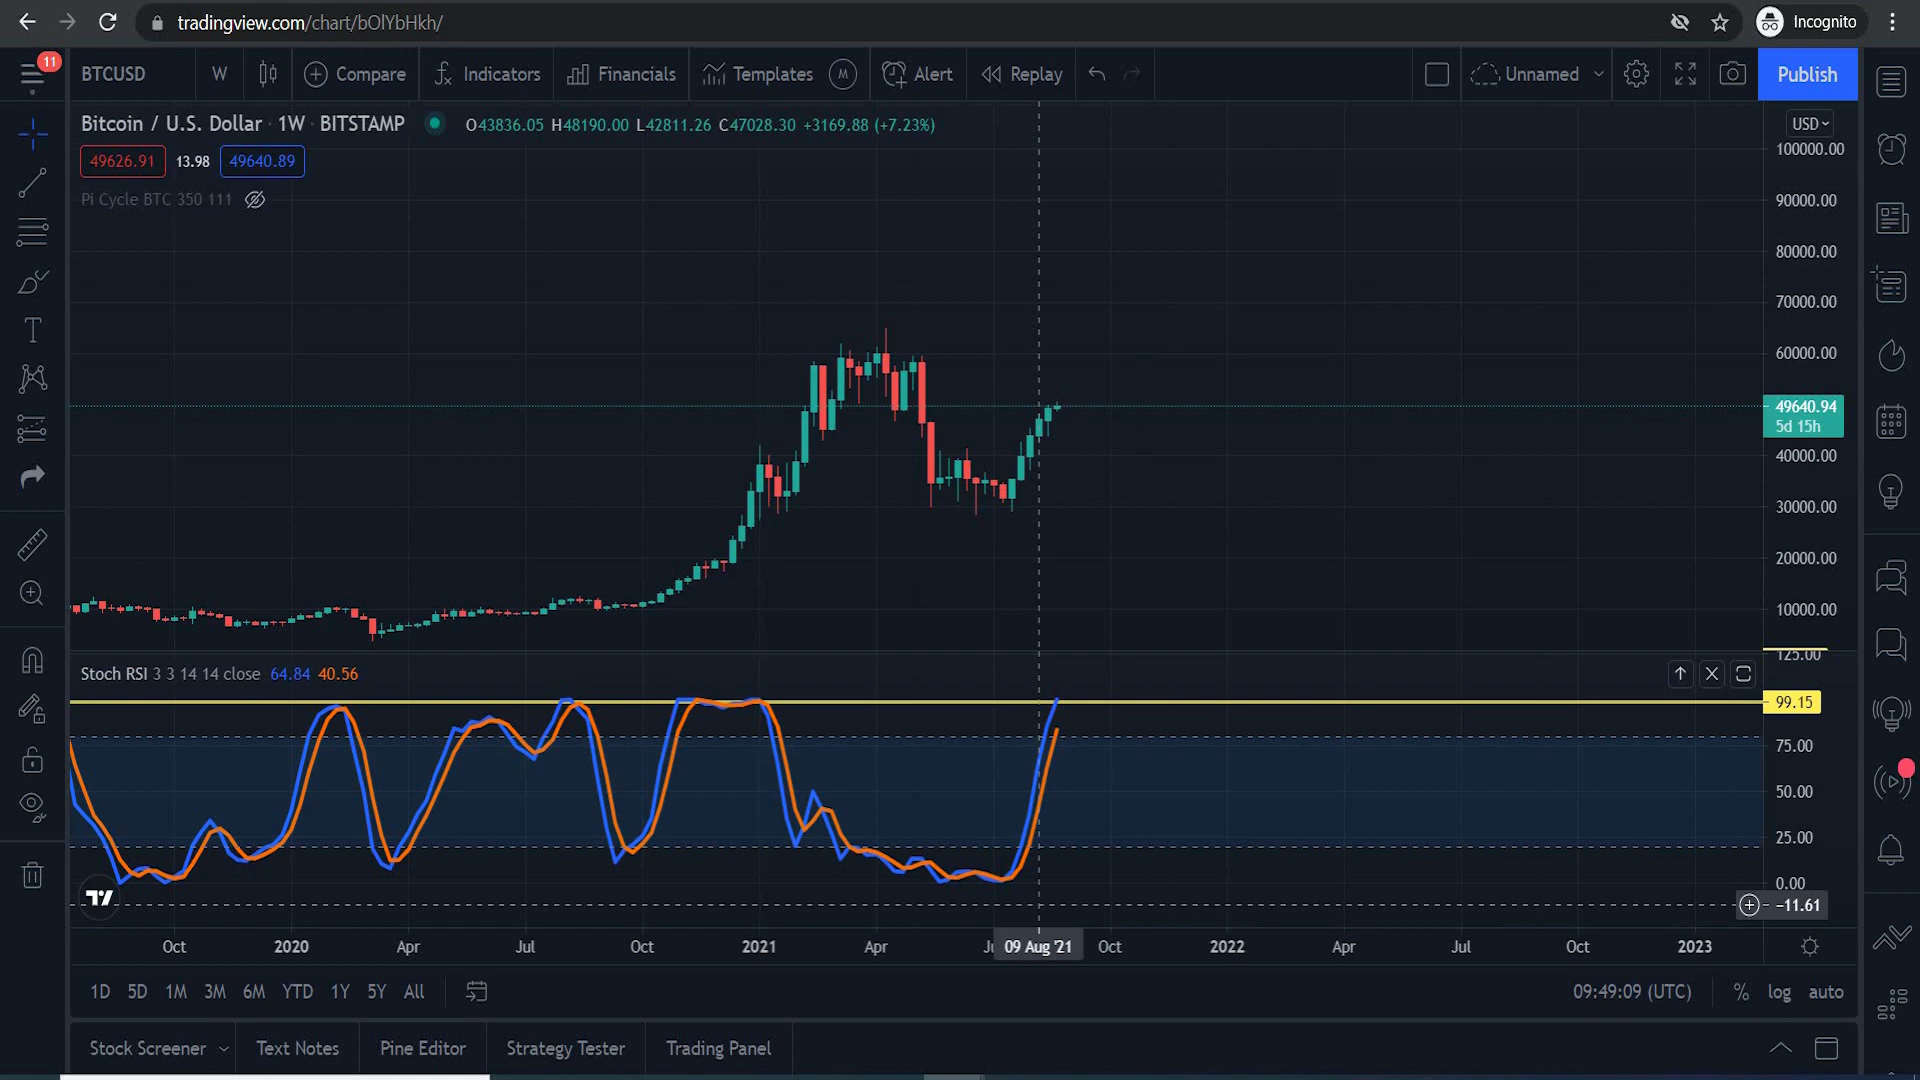 tradingview.com/chart/bOlYbHkh/
Incognito
11
BTCUSD W Compare Indicators Financials Templates M Alert Replay Unnamed Publish
Bitcoin / U.S. Dollar · 1W · BITSTAMP O43836.05 H48190.00 L42811.26 C47028.30 +3169.88 (+7.23%)
USD
49626.91 13.98 49640.89
Pi Cycle BTC 350 111
100000.00
90000.00
80000.00
70000.00
60000.00
49640.94
5d 15h
40000.00
30000.00
20000.00
10000.00
125.00
Stoch RSI 3 3 14 14 close 64.84 40.56
99.15
75.00
50.00
25.00
0.00
−11.61
Oct 2020 Apr Jul Oct 2021 Apr 09 Aug '21 Oct 2022 Apr Jul Oct 2023
1D 5D 1M 3M 6M YTD 1Y 5Y All 09:49:09 (UTC) % log auto
Stock Screener Text Notes Pine Editor Strategy Tester Trading Panel